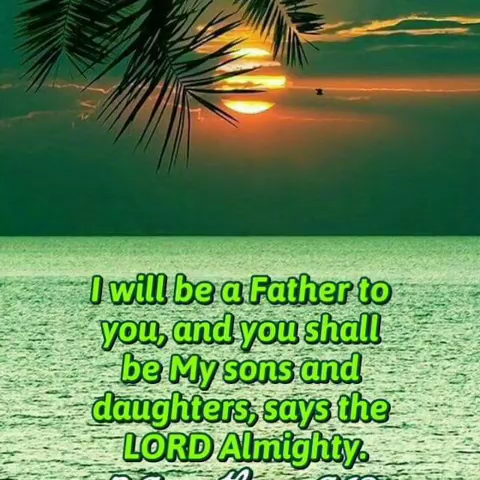 I will be a Father to
you, and you shall
be My sons and
daughters, says the
LORD Almighty.